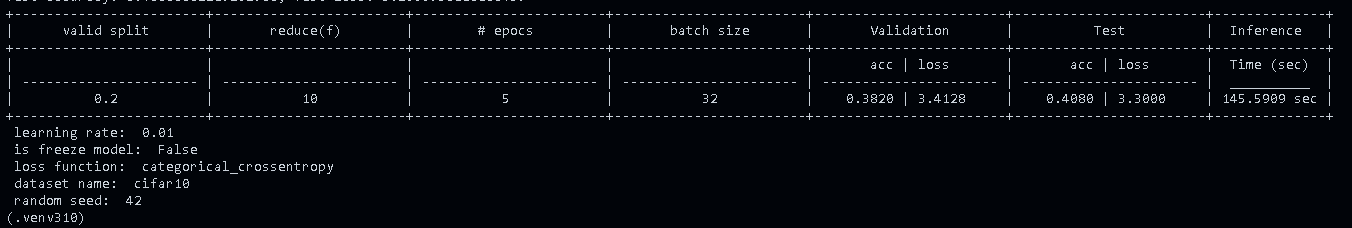 valid split | reduce(f) | # epocs | batch size | Validation | Test | Inference
acc | loss | acc | loss | Time (sec)
0.2 | 10 | 5 | 32 | 0.3820 | 3.4128 | 0.4080 | 3.3000 | 145.5909 sec
learning rate:  0.01
is freeze model:  False
loss function:  categorical_crossentropy
dataset name:  cifar10
random seed:  42
(.venv310)